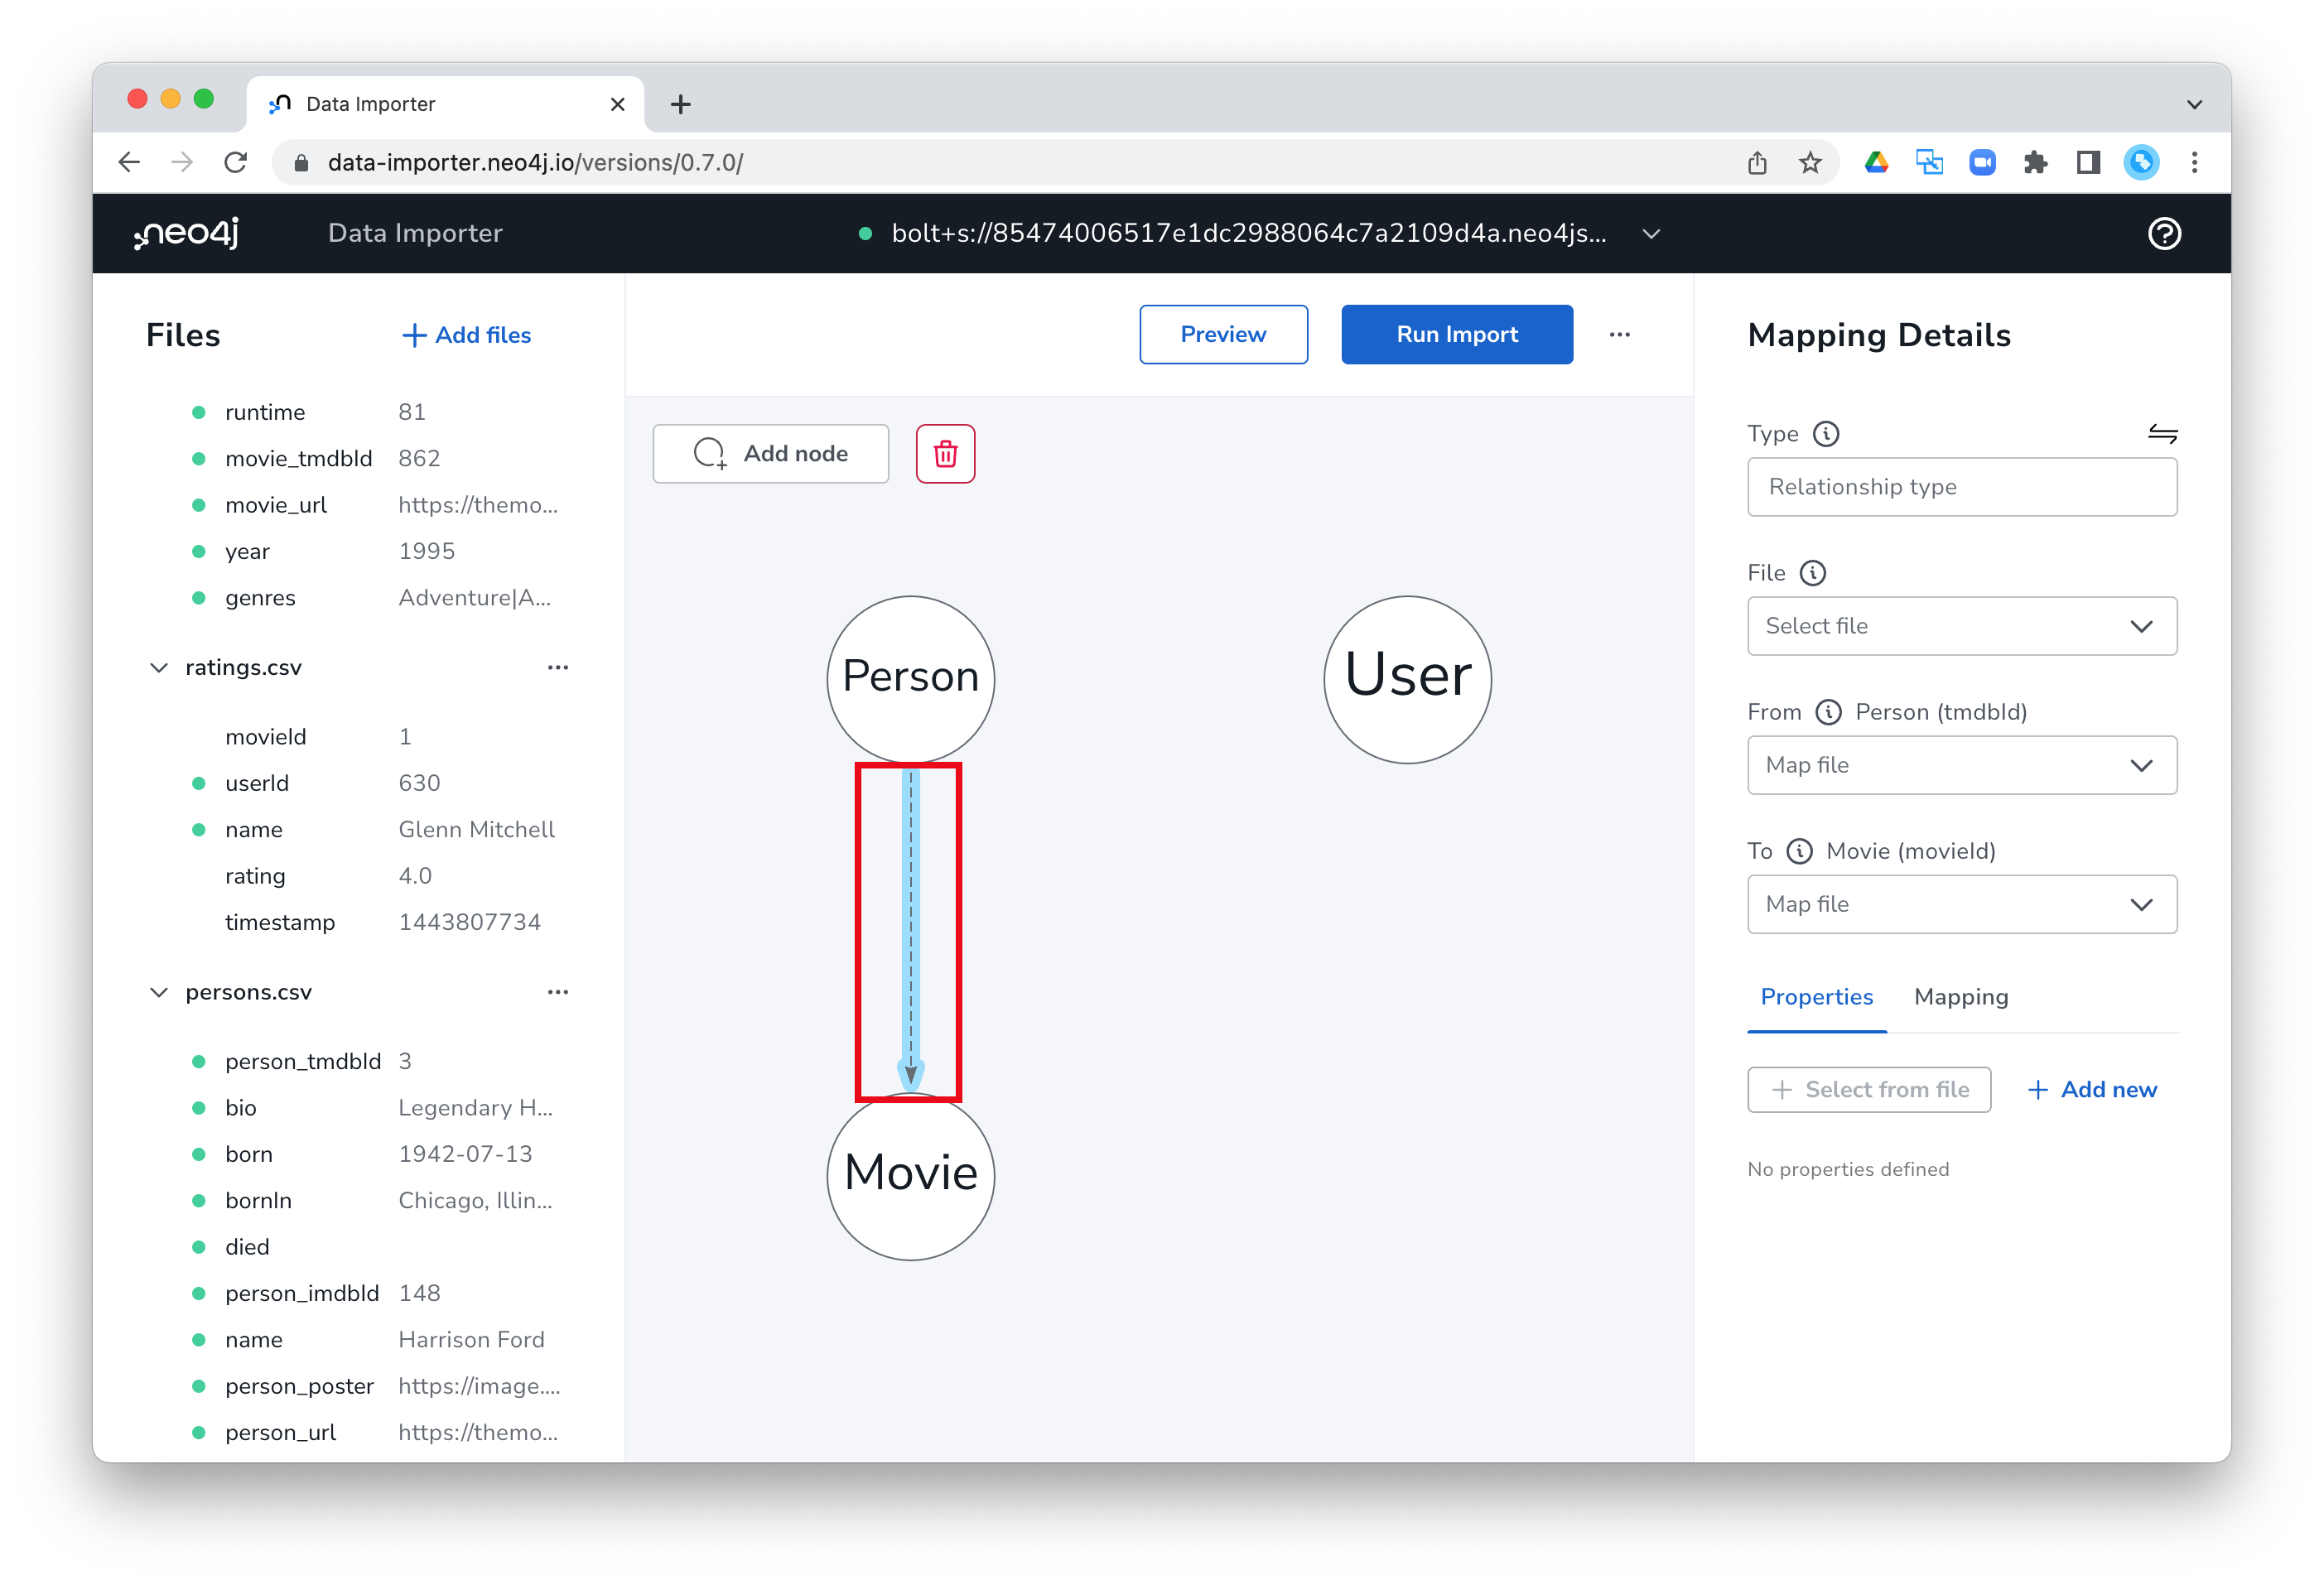 Data Importer
data-importer.neo4j.io/versions/0.7.0/
neo4j Data Importer bolt+s://85474006517e1dc2988064c7a2109d4a.neo4js...
Files Add files
runtime 81
movie_tmdbId 862
movie_url https://themo...
year 1995
genres Adventure|A...
ratings.csv
movieId 1
userId 630
name Glenn Mitchell
rating 4.0
timestamp 1443807734
persons.csv
person_tmdbId 3
bio Legendary H...
born 1942-07-13
bornIn Chicago, Illin...
died
person_imdbId 148
name Harrison Ford
person_poster https://image....
person_url https://themo...
Preview Run Import
Add node
Person
User
Movie
Mapping Details
Type
Relationship type
File
Select file
From Person (tmdbId)
Map file
To Movie (movieId)
Map file
Properties Mapping
Select from file Add new
No properties defined